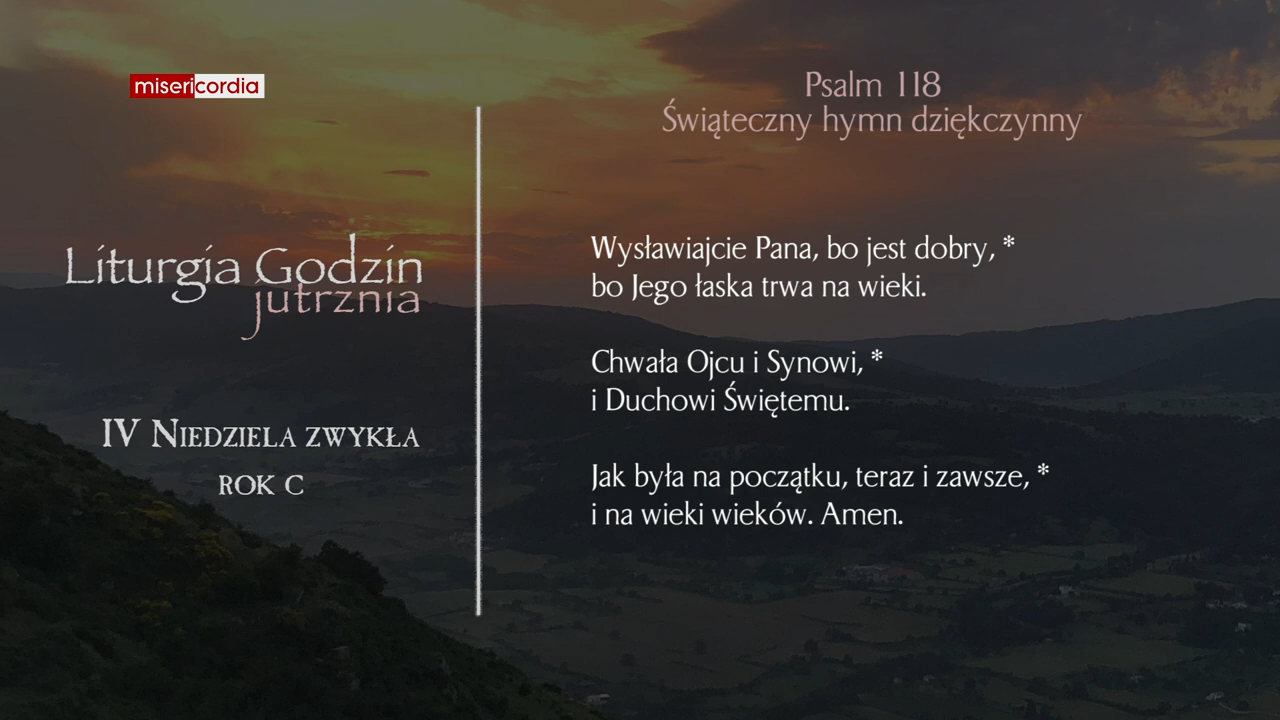 misericordia
Liturgia Godzin
jutrznia
IV Niedziela zwykła
rok C
Psalm 118
Świąteczny hymn dziękczynny
Wysławiajcie Pana, bo jest dobry, *
bo Jego łaska trwa na wieki.
Chwała Ojcu i Synowi, *
i Duchowi Świętemu.
Jak była na początku, teraz i zawsze, *
i na wieki wieków. Amen.